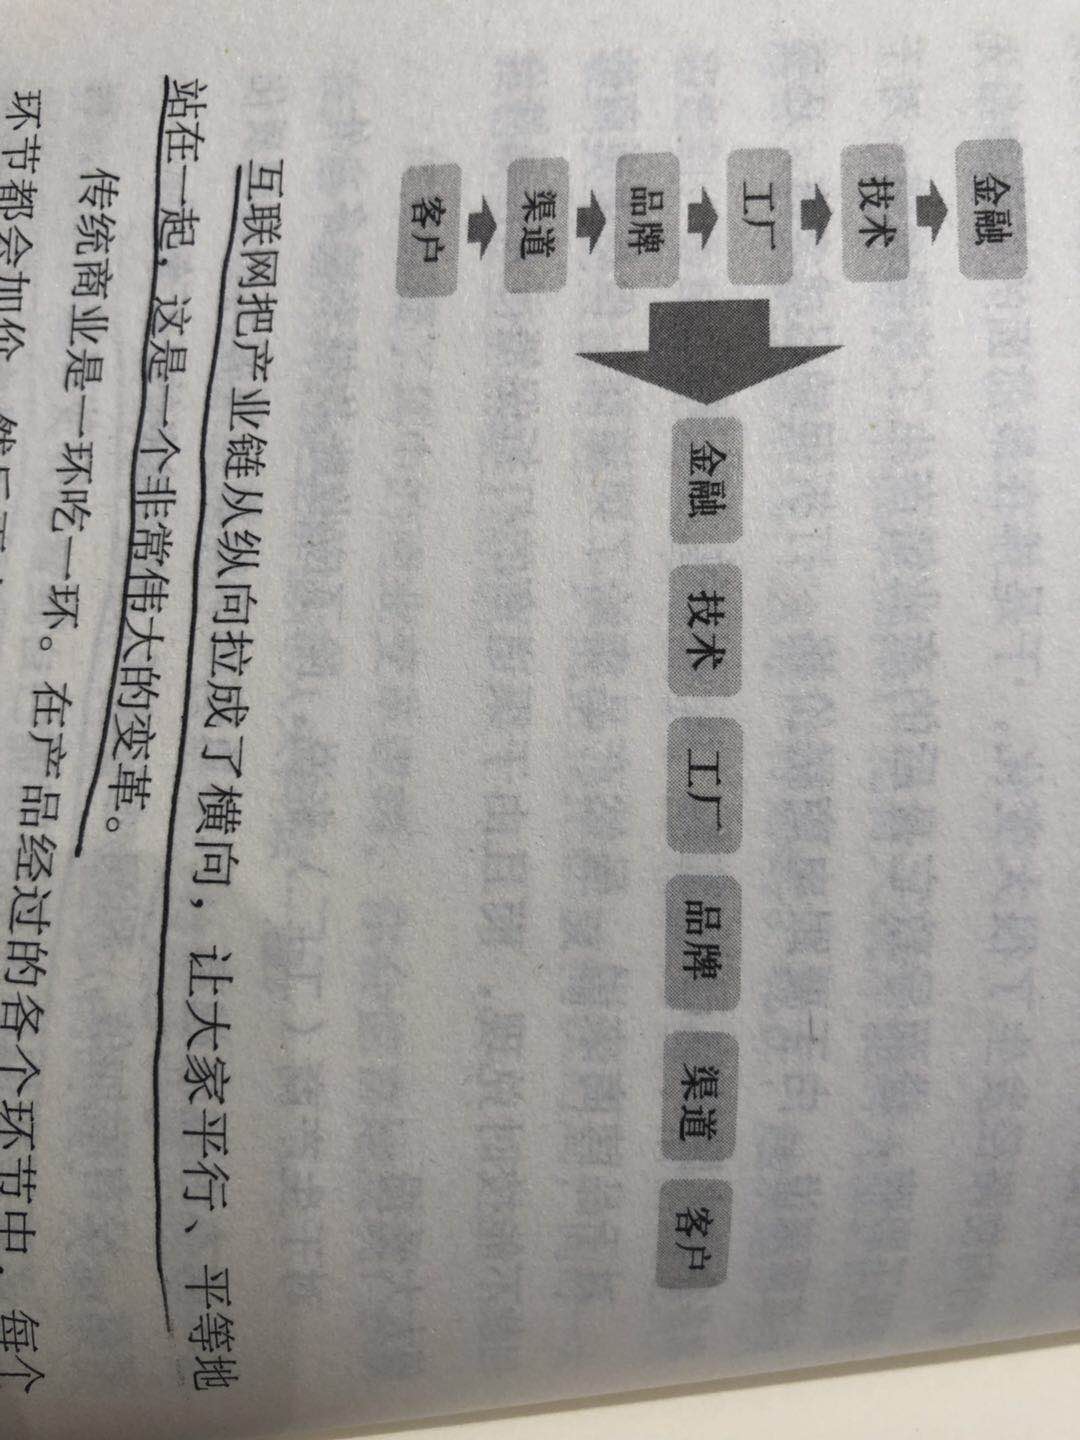 金融
技术
工厂
品牌
渠道
客户
金融 技术 工厂 品牌 渠道 客户
互联网把产业链从纵向拉成了横向，让大家平行、平等地
站在一起，这是一个非常伟大的变革。
传统商业是一环吃一环。在产品经过的各个环节中，每个
环节都会加价，然后再